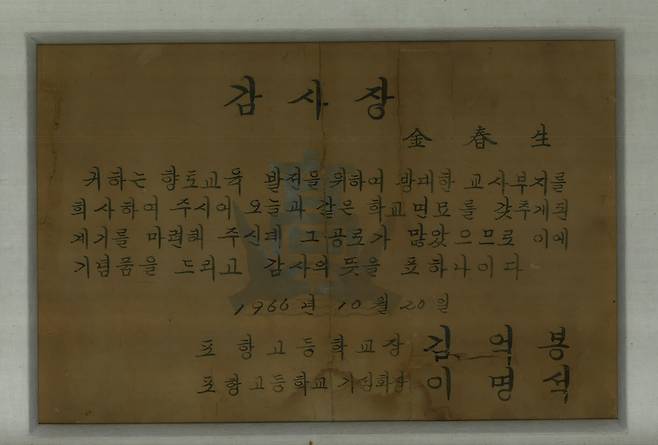 감사장
金春生
귀하는 향토교육 발전을 위하여 방대한 교사부지를
희사하여 주시어 오늘과 같은 학교면모를 갖추게된
계기를 마련해 주신데 그공로가 많았으므로 이에
기념품을 드리고 감사의 뜻을 표하나이다
1966년 10월 20일
포항고등학교장 김억봉
포항고등학교 기성회장 이명석